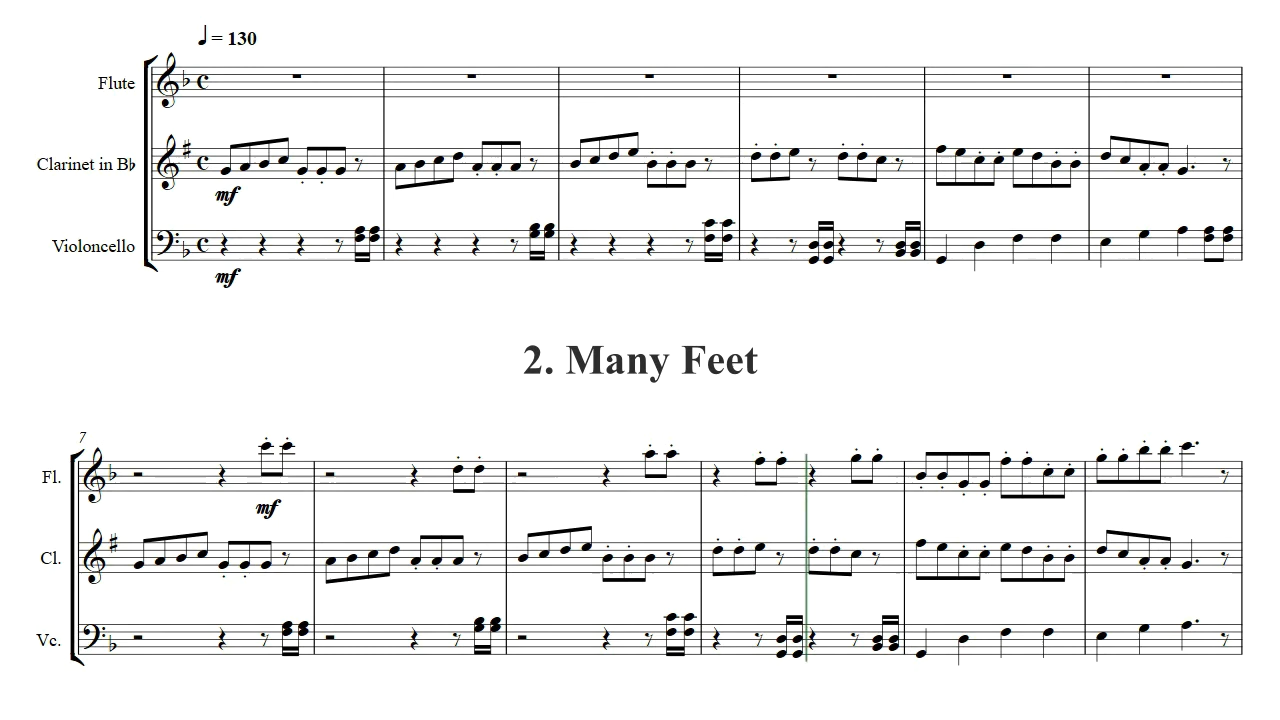 ♩ = 130
Flute
Clarinet in B♭
mf
Violoncello
mf
2. Many Feet
7
Fl.
mf
Cl.
Vc.